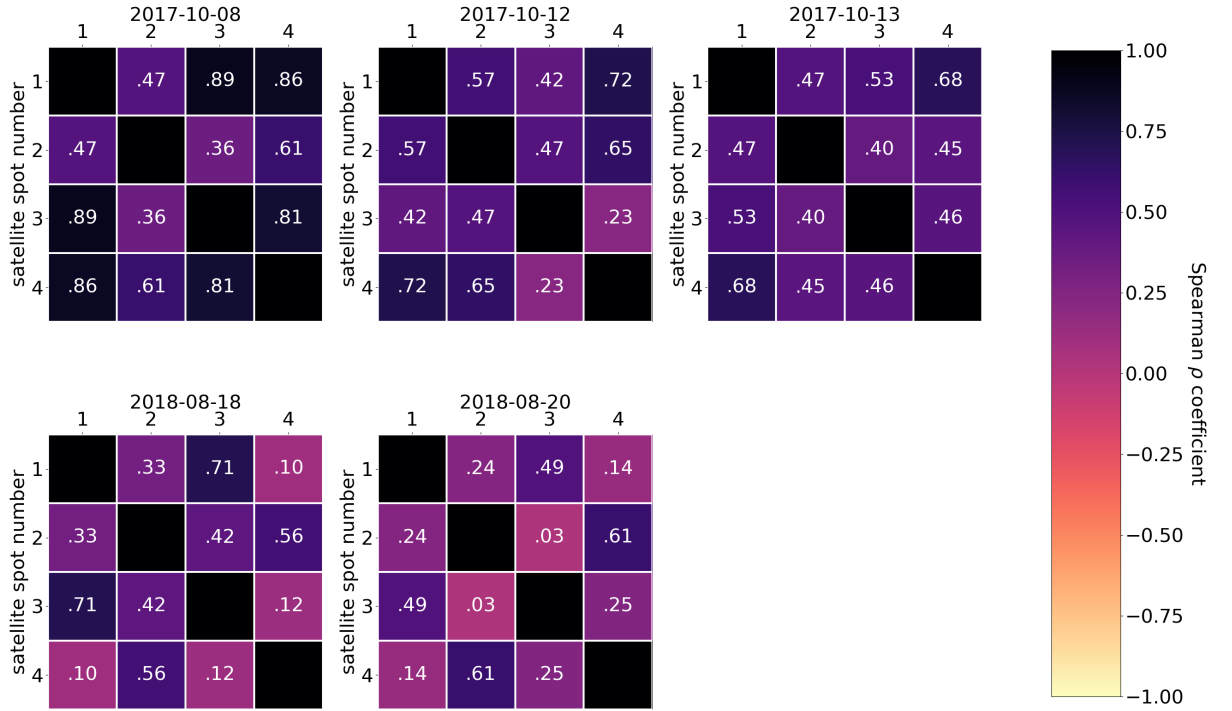 2017-10-08
1 2 3 4
satellite spot number
1 .47 .89 .86
2 .47 .36 .61
3 .89 .36 .81
4 .86 .61 .81
2017-10-12
1 2 3 4
satellite spot number
1 .57 .42 .72
2 .57 .47 .65
3 .42 .47 .23
4 .72 .65 .23
2017-10-13
1 2 3 4
satellite spot number
1 .47 .53 .68
2 .47 .40 .45
3 .53 .40 .46
4 .68 .45 .46
2018-08-18
1 2 3 4
satellite spot number
1 .33 .71 .10
2 .33 .42 .56
3 .71 .42 .12
4 .10 .56 .12
2018-08-20
1 2 3 4
satellite spot number
1 .24 .49 .14
2 .24 .03 .61
3 .49 .03 .25
4 .14 .61 .25
1.00
0.75
0.50
0.25
0.00
−0.25
−0.50
−0.75
−1.00
Spearman ρ coefficient